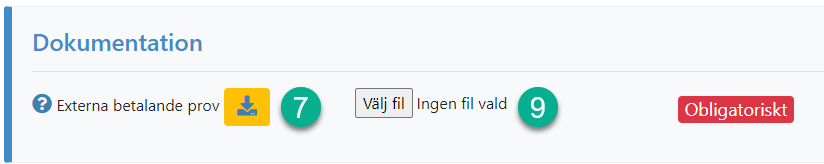 Dokumentation
Externa betalande prov 7 Välj fil Ingen fil vald 9 Obligatoriskt